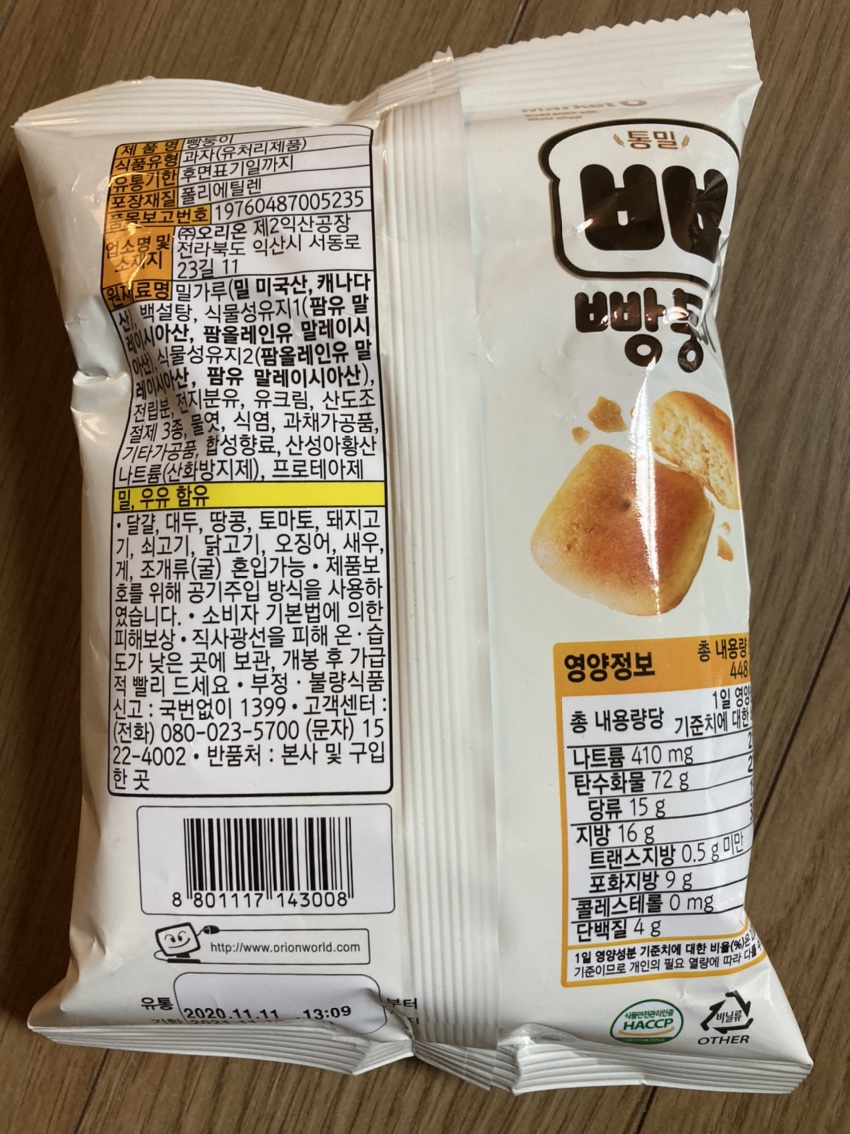 제 품 명 빵둥이
식품유형 과자(유처리제품)
유통기한 후면표기일까지
포장재질 폴리에틸렌
품목보고번호 19760487005235
업소명 및 소재지
㈜오리온 제2익산공장
전라북도 익산시 서동로
23길 11
원재료명 밀가루(밀 미국산, 캐나다
산), 백설탕, 식물성유지1(팜유 말
레이시아산, 팜올레인유 말레이시
아산), 식물성유지2(팜올레인유 말
레이시아산, 팜유 말레이시아산),
전립분, 전지분유, 유크림, 산도조
절제 3종, 물엿, 식염, 과채가공품,
기타가공품, 합성향료, 산성아황산
나트륨(산화방지제), 프로테아제
밀, 우유 함유
• 달걀, 대두, 땅콩, 토마토, 돼지고
기, 쇠고기, 닭고기, 오징어, 새우,
게, 조개류(굴) 혼입가능 • 제품보
호를 위해 공기주입 방식을 사용하
였습니다. • 소비자 기본법에 의한
피해보상 • 직사광선을 피해 온·습
도가 낮은 곳에 보관, 개봉 후 가급
적 빨리 드세요 • 부정 · 불량식품
신고 : 국번없이 1399 • 고객센터 :
(전화) 080-023-5700 (문자) 15
22-4002 • 반품처 : 본사 및 구입
한 곳
8 801117 143008
http://www.orionworld.com
유통
2020.11.11 13:09
부터
Market O
통밀
빵
영양정보
총 내용량
448
총 내용량당
1일 영양
기준치에 대한
나트륨 410 mg
탄수화물 72 g
당류 15 g
지방 16 g
트랜스지방 0.5 g 미만
포화지방 9 g
콜레스테롤 0 mg
단백질 4 g
1일 영양성분 기준치에 대한 비율(%)은
기준이므로 개인의 필요 열량에 따라
식품안전관리인증
HACCP
비닐류
OTHER